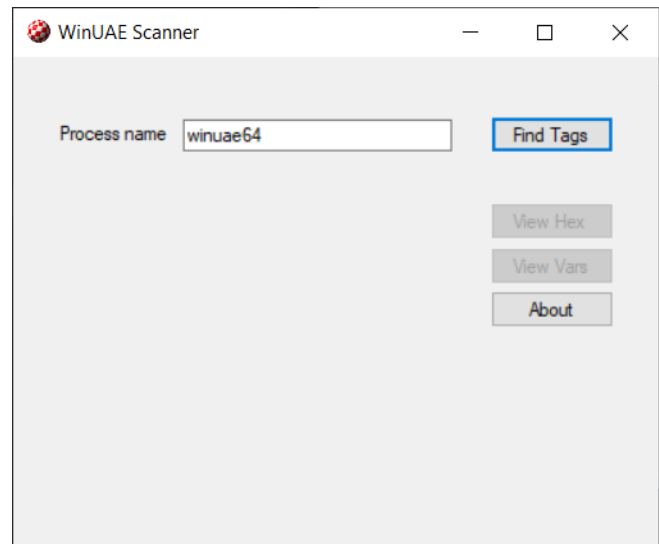 WinUAE Scanner
Process name winuae64 Find Tags
View Hex
View Vars
About